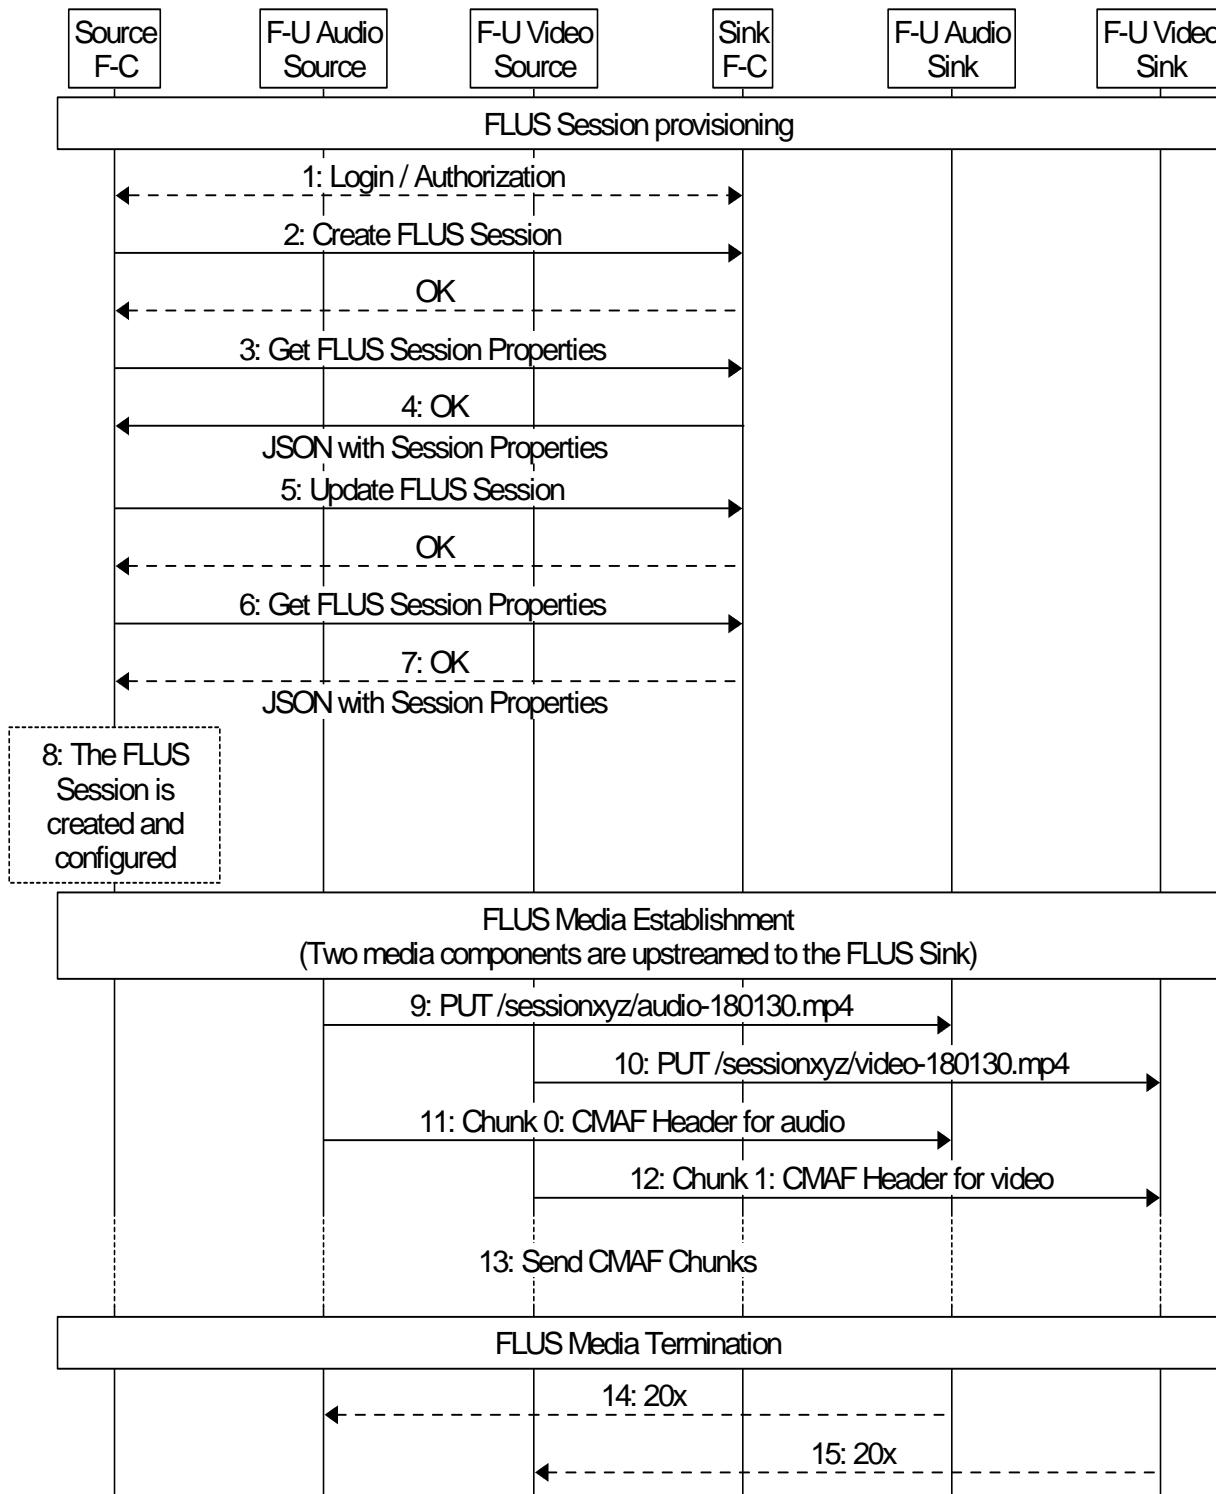 Source
F-C
F-U Audio
Source
F-U Video
Source
Sink
F-C
F-U Audio
Sink
F-U Video
Sink
FLUS Session provisioning
1: Login / Authorization
2: Create FLUS Session
OK
3: Get FLUS Session Properties
4: OK
JSON with Session Properties
5: Update FLUS Session
OK
6: Get FLUS Session Properties
7: OK
JSON with Session Properties
8: The FLUS
Session is
created and
configured
FLUS Media Establishment
(Two media components are upstreamed to the FLUS Sink)
9: PUT /sessionxyz/audio-180130.mp4
10: PUT /sessionxyz/video-180130.mp4
11: Chunk 0: CMAF Header for audio
12: Chunk 1: CMAF Header for video
13: Send CMAF Chunks
FLUS Media Termination
14: 20x
15: 20x